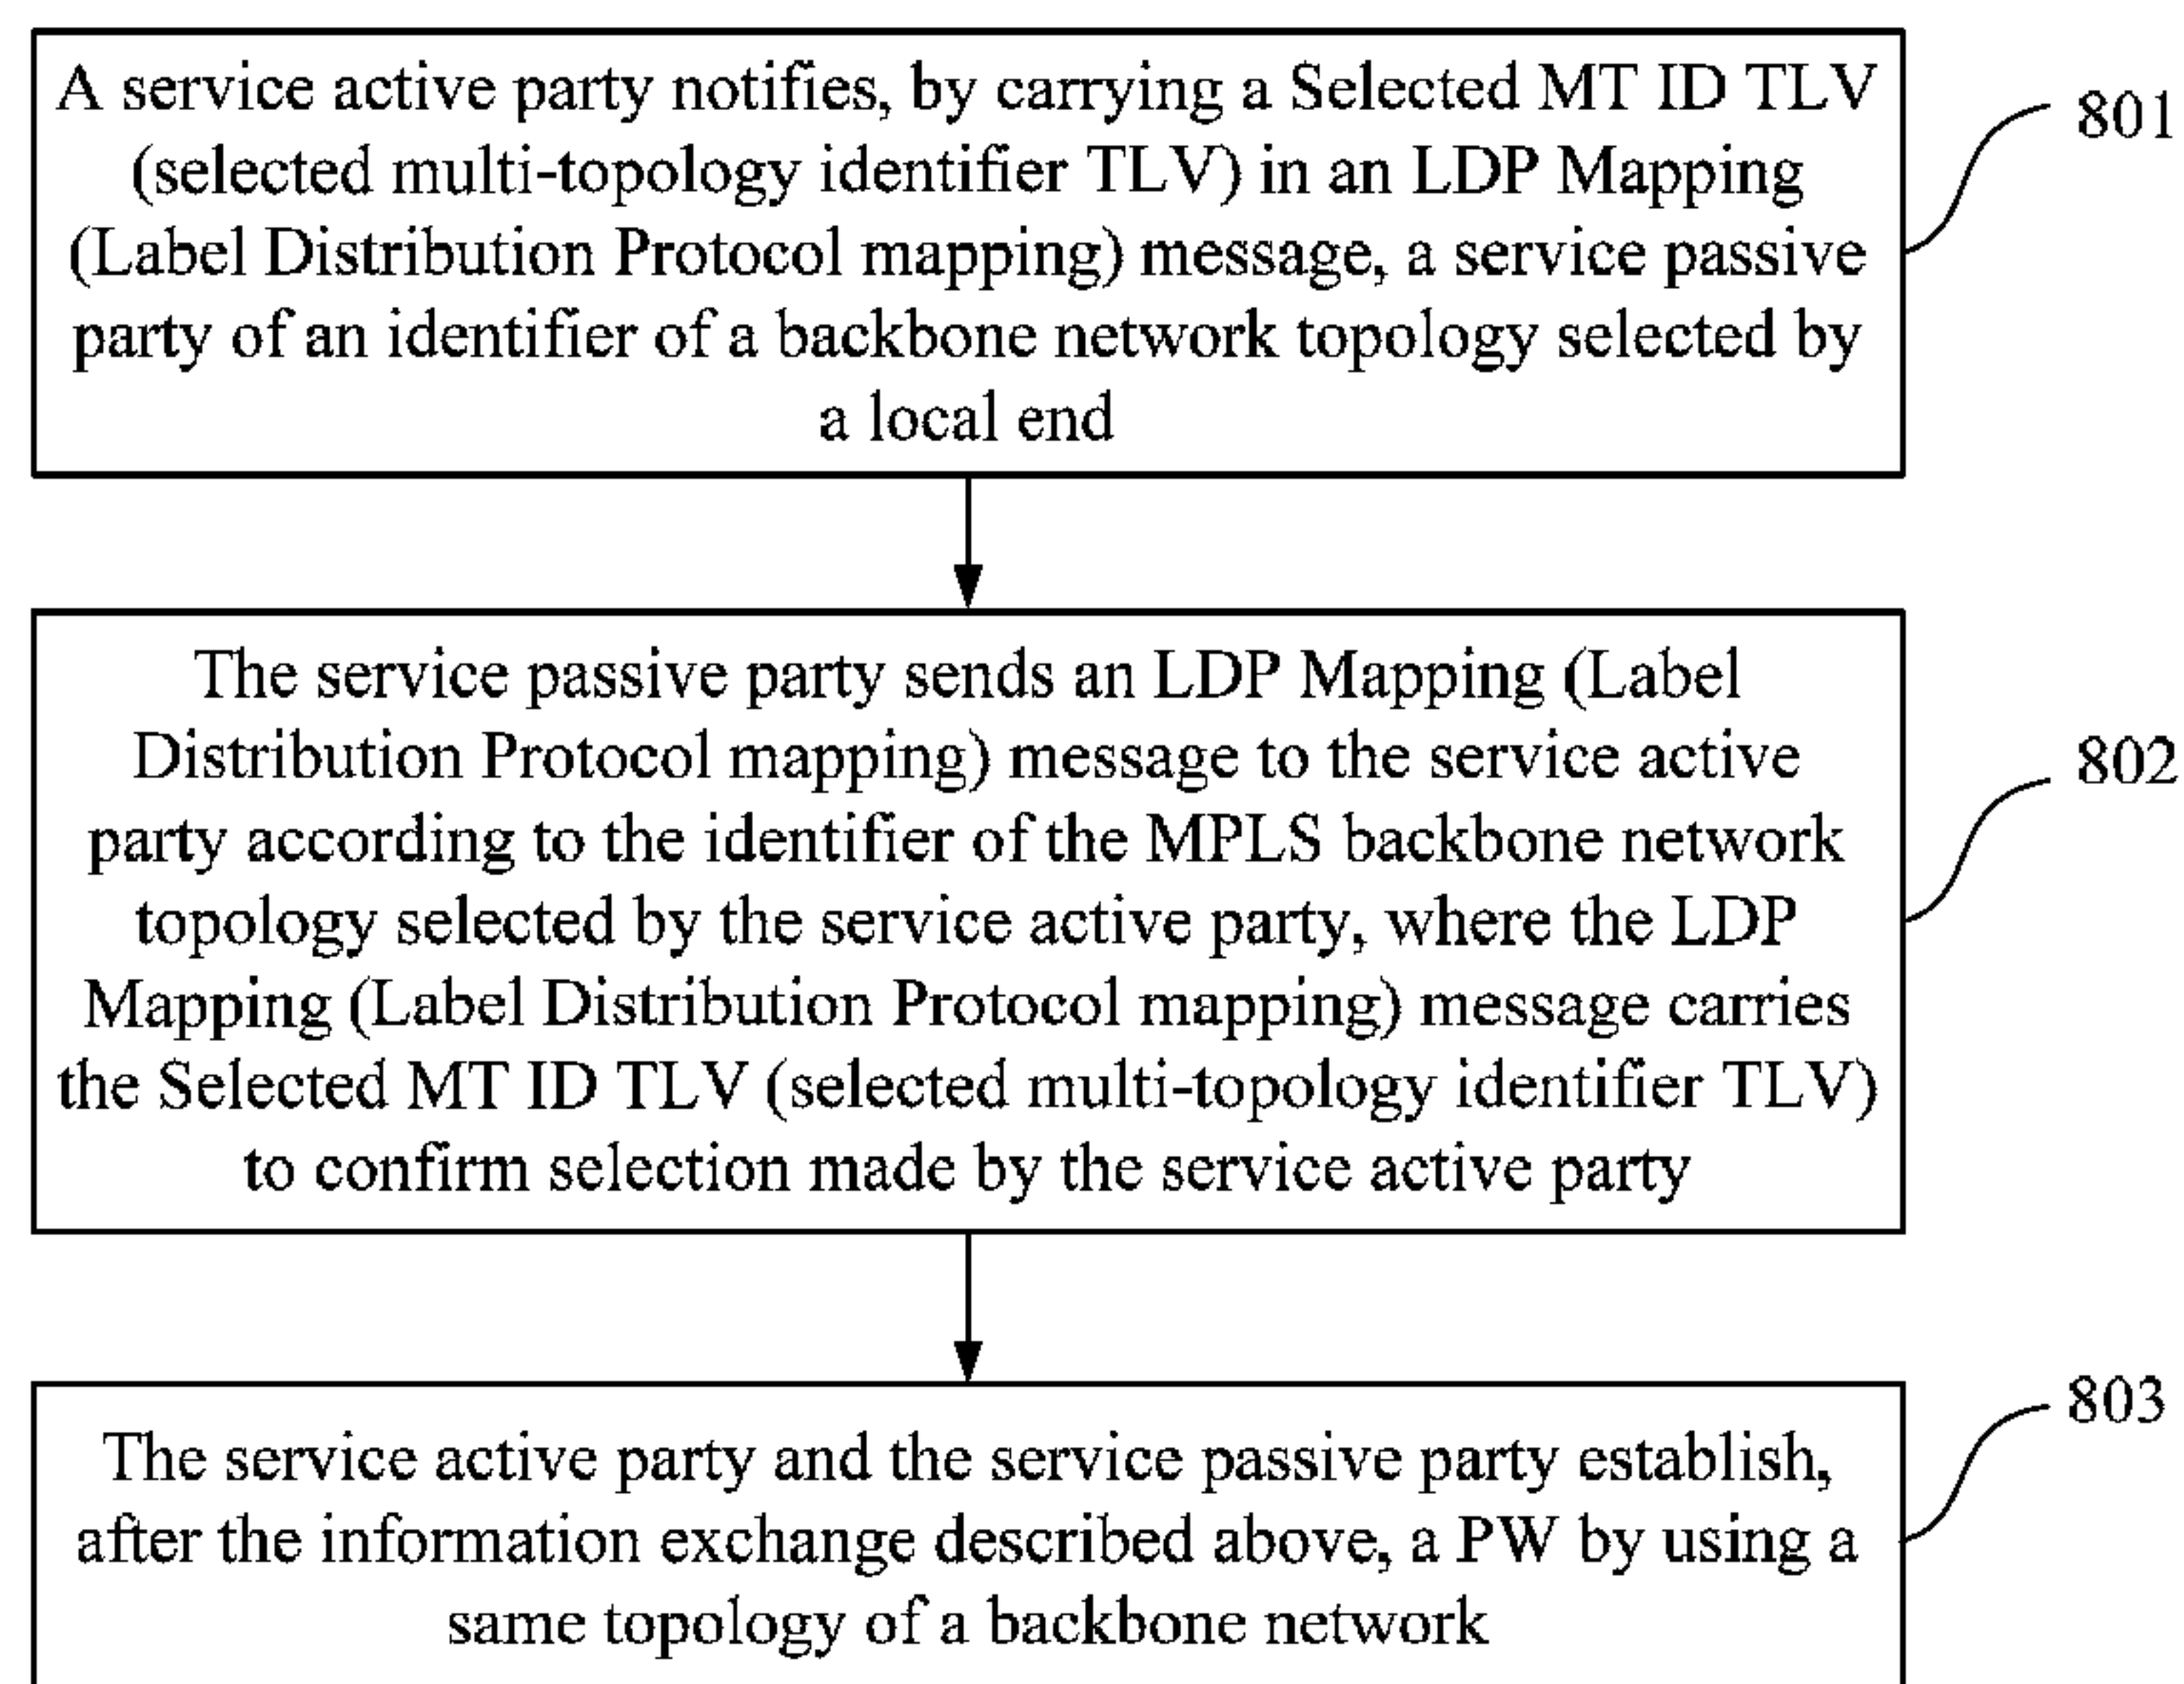 A service active party notifies, by carrying a Selected MT ID TLV
(selected multi-topology identifier TLV) in an LDP Mapping
(Label Distribution Protocol mapping) message, a service passive
party of an identifier of a backbone network topology selected by
a local end
801
The service passive party sends an LDP Mapping (Label
Distribution Protocol mapping) message to the service active
party according to the identifier of the MPLS backbone network
topology selected by the service active party, where the LDP
Mapping (Label Distribution Protocol mapping) message carries
the Selected MT ID TLV (selected multi-topology identifier TLV)
to confirm selection made by the service active party
802
The service active party and the service passive party establish,
after the information exchange described above, a PW by using a
same topology of a backbone network
803